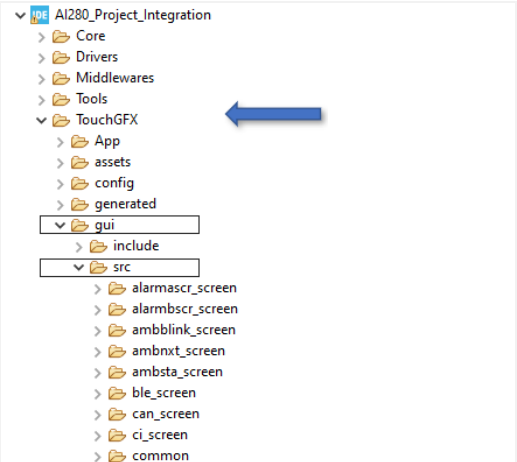 IDE AI280_Project_Integration
Core
Drivers
Middlewares
Tools
TouchGFX
App
assets
config
generated
gui
include
src
alarmascr_screen
alarmbscr_screen
ambblink_screen
ambnxt_screen
ambsta_screen
ble_screen
can_screen
ci_screen
common